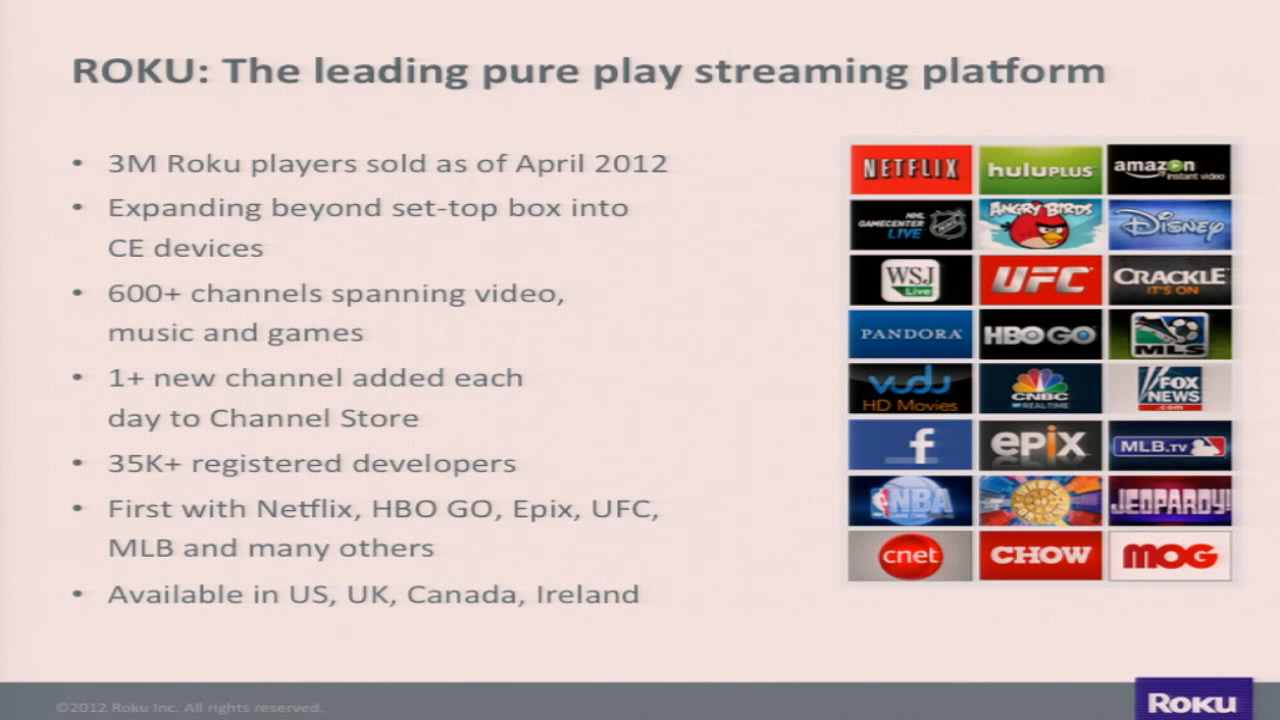 ROKU: The leading pure play streaming platform
• 3M Roku players sold as of April 2012
• Expanding beyond set-top box into
CE devices
• 600+ channels spanning video,
music and games
• 1+ new channel added each
day to Channel Store
• 35K+ registered developers
• First with Netflix, HBO GO, Epix, UFC,
MLB and many others
• Available in US, UK, Canada, Ireland
NETFLIX
huluPLUS
amazon
instant video
NHL
GAMECENTER
LIVE
ANGRY BIRDS
DISNEY
WSJ
Live
UFC
CRACKLE
IT'S ON
PANDORA
HBO GO
MLS
vudu
HD Movies
CNBC
REAL-TIME
FOX
NEWS
.com
f
epix
MLB.TV
NBA
JEOPARDY!
cnet
CHOW
MOG
©2012 Roku Inc. All rights reserved.
ROKU